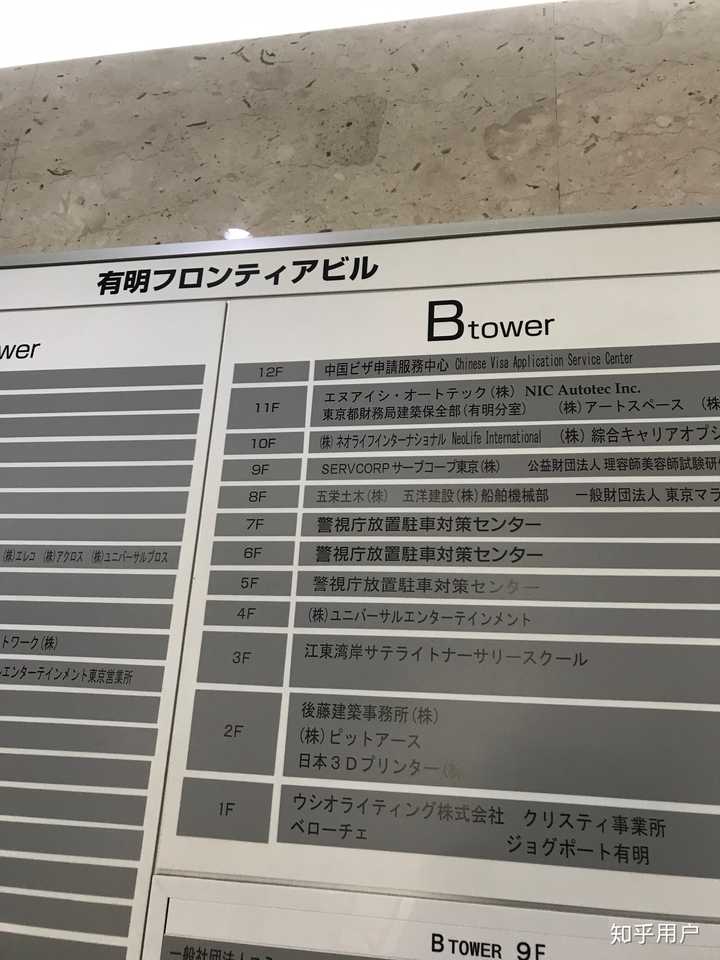 有明フロンティアビル
wer
(株)エレコ (株)アクロス (株)ユニバーサルプロス
トワーク(株)
ルエンターテインメント東京営業所
B tower
12F 中国ビザ申請服務中心 Chinese Visa Application Service Center
11F エヌアイシ・オートテック(株) NIC Autotec Inc.
東京都財務局建築保全部(有明分室) (株)アートスペース (株
10F (株)ネオライフインターナショナル NeoLife International (株)綜合キャリアオプシ
9F SERVCORP サーブコープ東京(株) 公益財団法人 理容師美容師試験研
8F 五栄土木(株) 五洋建設(株)船舶機械部 一般財団法人 東京マラ
7F 警視庁放置駐車対策センター
6F 警視庁放置駐車対策センター
5F 警視庁放置駐車対策センター
4F (株)ユニバーサルエンターテインメント
3F 江東湾岸サテライトナーサリースクール
2F 後藤建築事務所(株)
(株)ピットアース
日本3Dプリンター(株
1F ウシオライティング株式会社 クリスティ事業所
ベローチェ ジョグポート有明
B TOWER 9F
一般社団法人
知乎用户